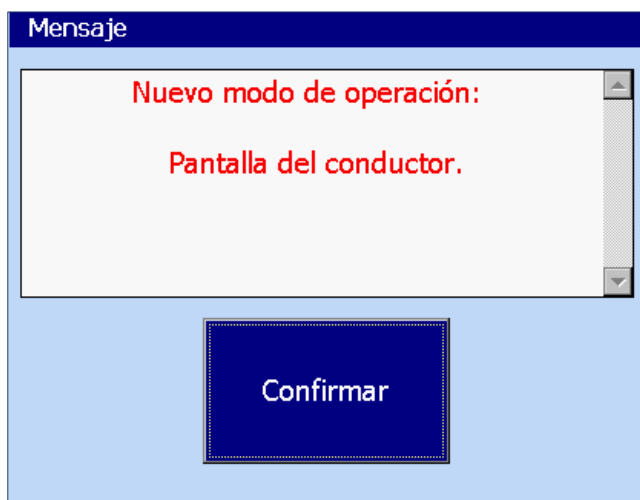 Mensaje
Nuevo modo de operación:
Pantalla del conductor.
Confirmar